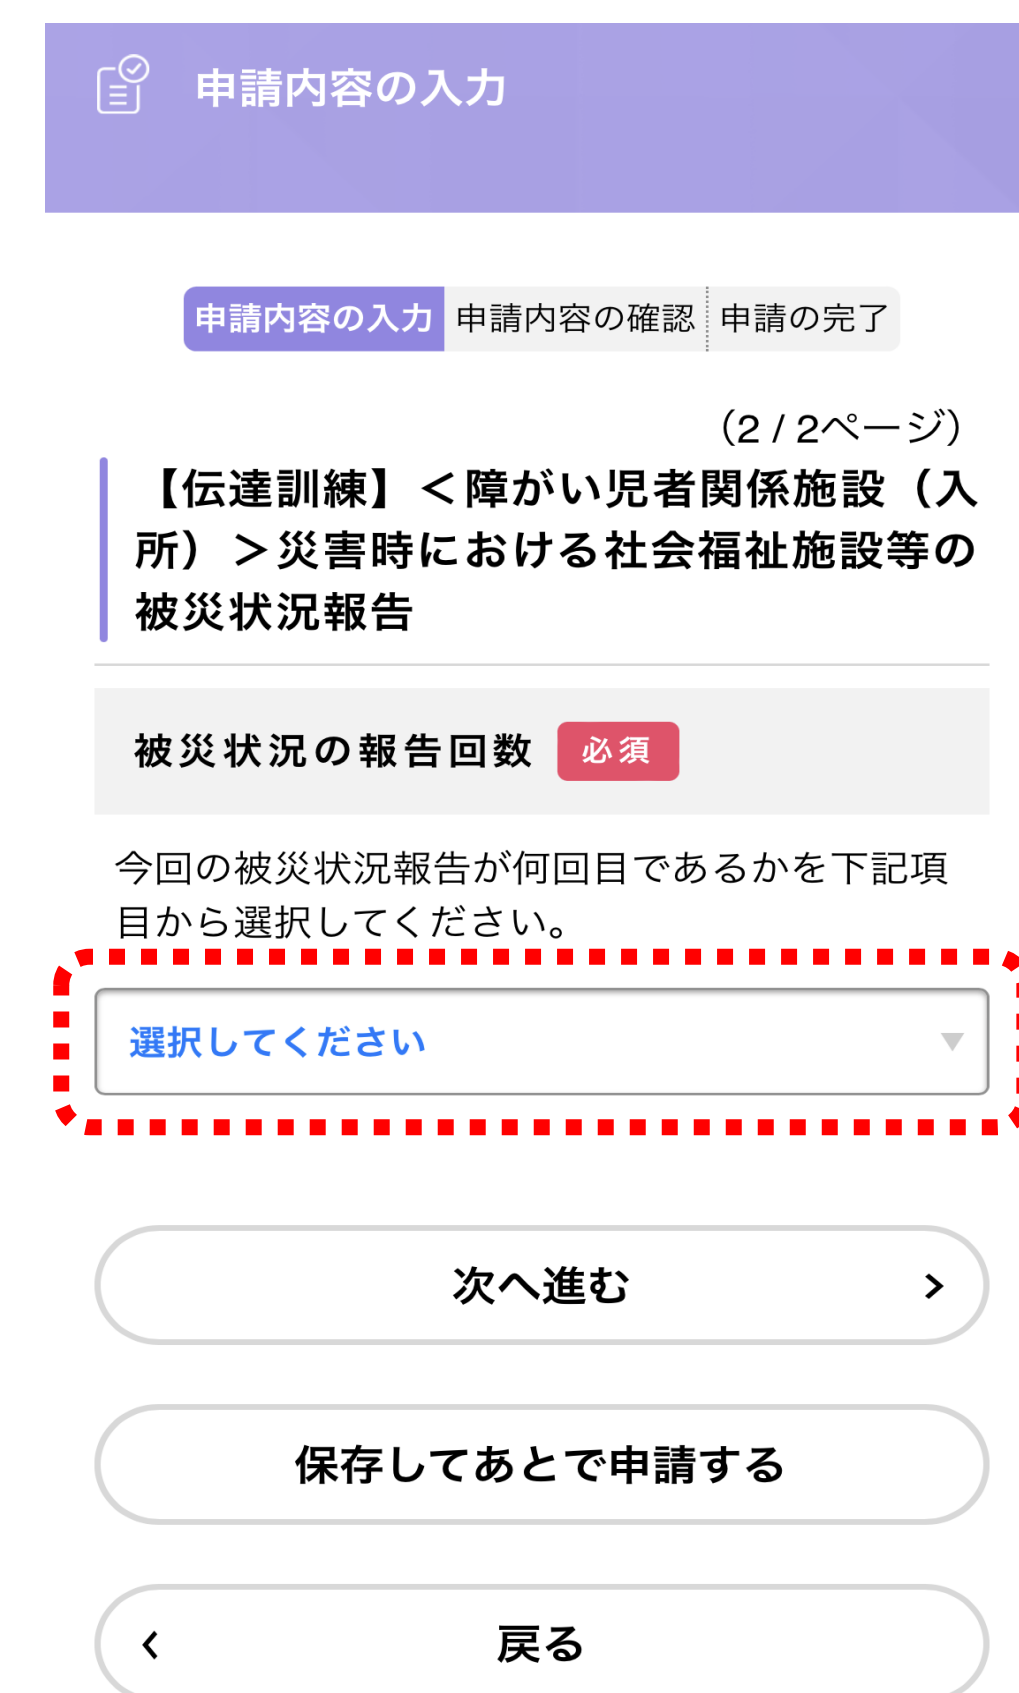 申請内容の入力
申請内容の入力 申請内容の確認 申請の完了
（2 / 2ページ）
【伝達訓練】＜障がい児者関係施設（入
所）＞災害時における社会福祉施設等の
被災状況報告
被災状況の報告回数 必須
今回の被災状況報告が何回目であるかを下記項
目から選択してください。
選択してください
次へ進む
保存してあとで申請する
戻る